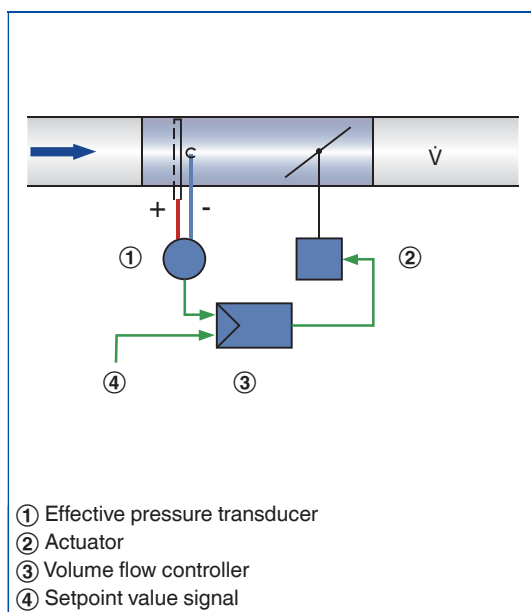 V̇
+ -
①
②
④
③
① Effective pressure transducer
② Actuator
③ Volume flow controller
④ Setpoint value signal